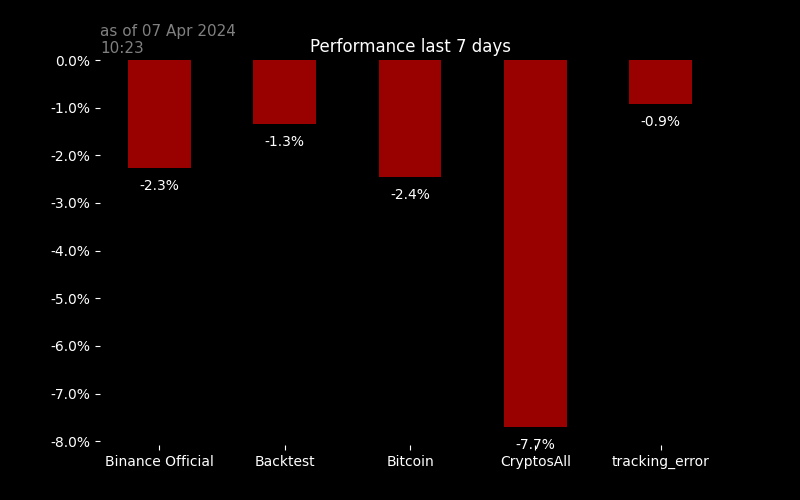 as of 07 Apr 2024
10:23
Performance last 7 days
0.0%
-1.0%
-2.0%
-3.0%
-4.0%
-5.0%
-6.0%
-7.0%
-8.0%
-2.3%
-1.3%
-2.4%
-7.7%
-0.9%
Binance Official
Backtest
Bitcoin
CryptosAll
tracking_error